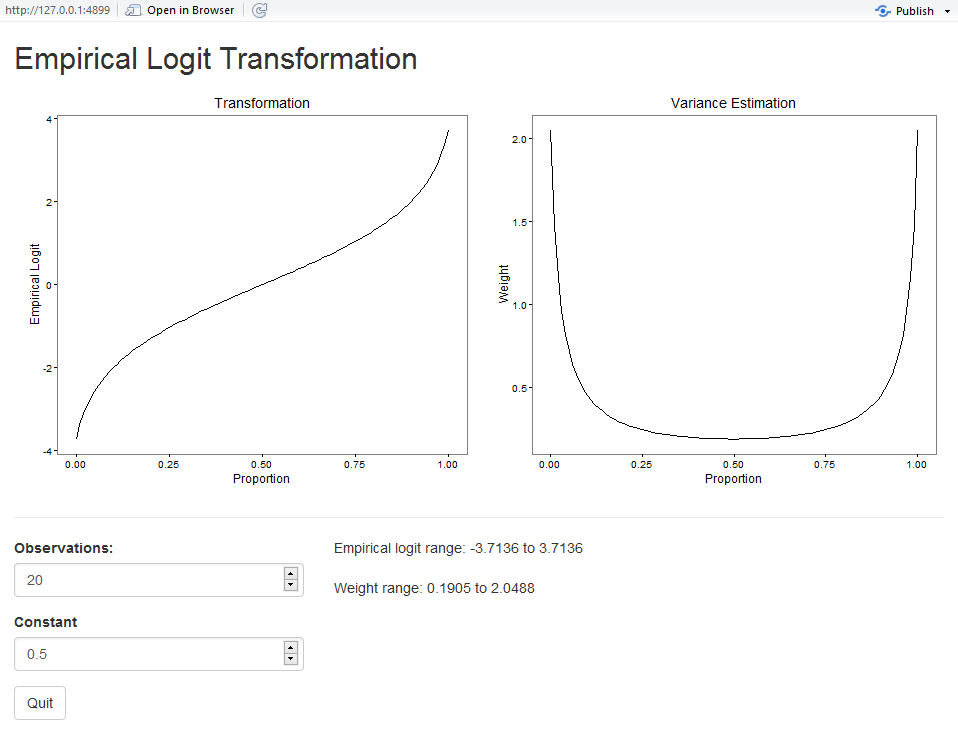 http://127.0.0.1:4899 Open in Browser Publish
Empirical Logit Transformation
Transformation
4
2
0
-2
-4
Empirical Logit
0.00 0.25 0.50 0.75 1.00
Proportion
Variance Estimation
2.0
1.5
1.0
0.5
Weight
0.00 0.25 0.50 0.75 1.00
Proportion
Observations:
20
Constant
0.5
Quit
Empirical logit range: -3.7136 to 3.7136
Weight range: 0.1905 to 2.0488